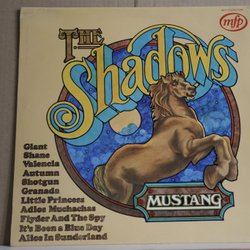 mfp
THE
Shadows
Giant
Shane
Valencia
Autumn
Shotgun
Granada
Little Princess
Adios Muchachas
Flyder And The Spy
It's Been a Blue Day
Alice In Sunderland
MUSTANG